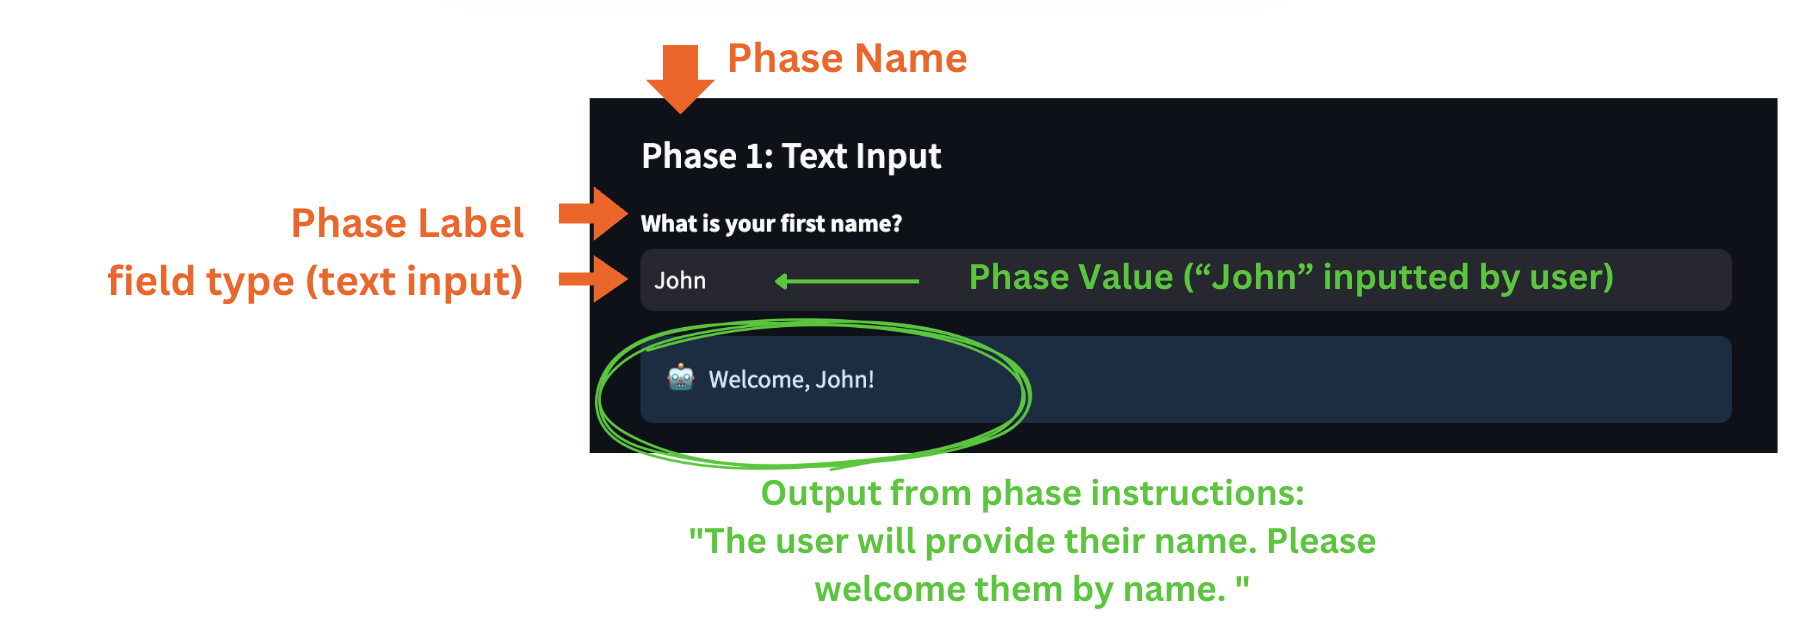 Phase Name
Phase 1: Text Input
Phase Label
What is your first name?
field type (text input)
John
Phase Value (“John” inputted by user)
Welcome, John!
Output from phase instructions:
"The user will provide their name. Please
welcome them by name. "